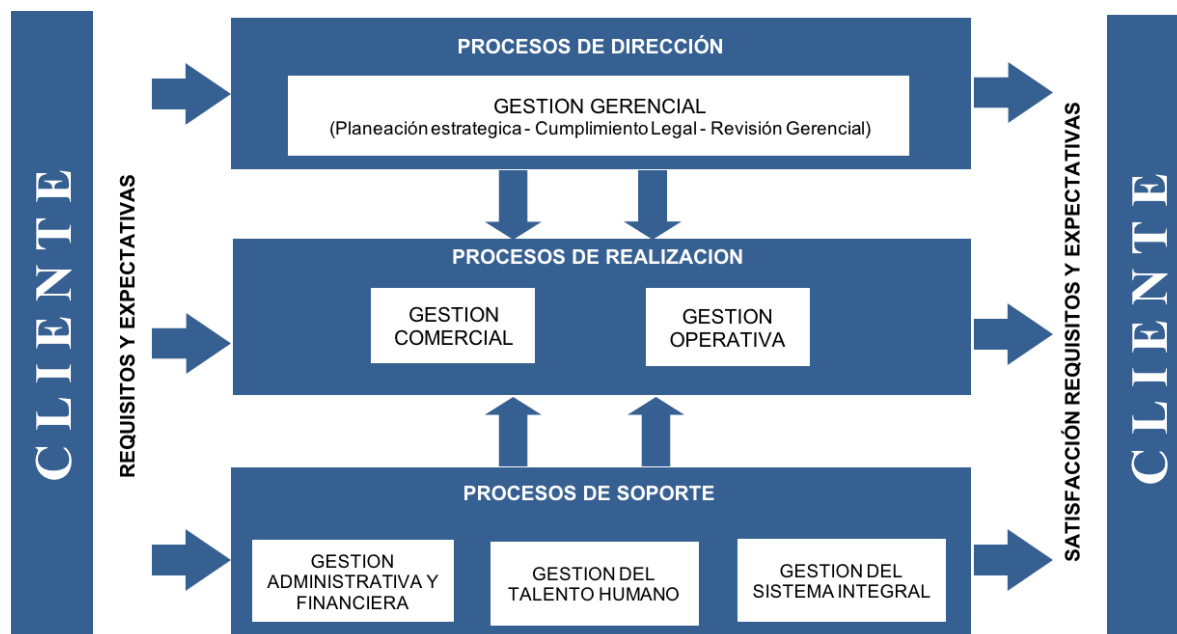 CLIENTE
REQUISITOS Y EXPECTATIVAS
PROCESOS DE DIRECCIÓN
GESTION GERENCIAL
(Planeación estrategica - Cumplimiento Legal - Revisión Gerencial)
PROCESOS DE REALIZACION
GESTION
COMERCIAL
GESTION
OPERATIVA
PROCESOS DE SOPORTE
GESTION
ADMINISTRATIVA Y
FINANCIERA
GESTION DEL
TALENTO HUMANO
GESTION DEL
SISTEMA INTEGRAL
SATISFACCIÓN REQUISITOS Y EXPECTATIVAS
CLIENTE